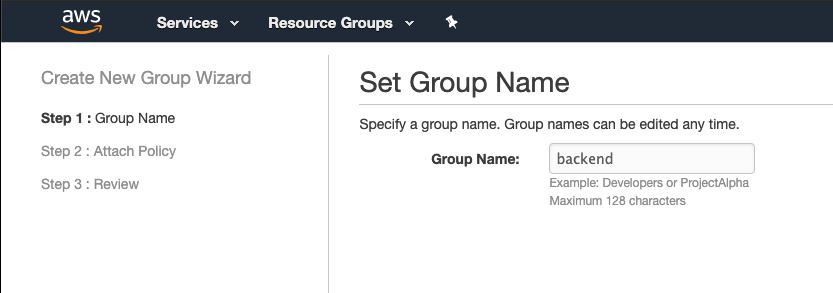 aws Services Resource Groups
Create New Group Wizard
Step 1 : Group Name
Step 2 : Attach Policy
Step 3 : Review
Set Group Name
Specify a group name. Group names can be edited any time.
Group Name: backend
Example: Developers or ProjectAlpha
Maximum 128 characters